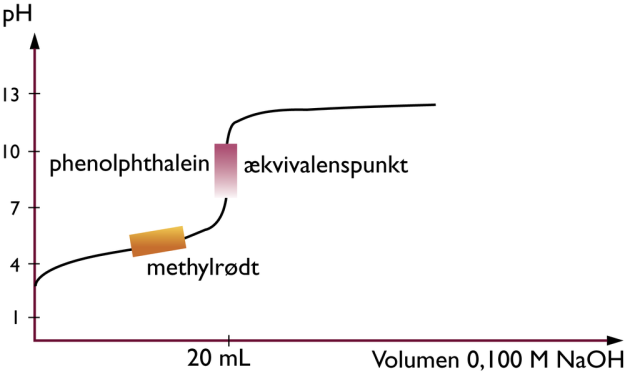 pH
13
10
phenolphthalein
ækvivalenspunkt
7
methylrødt
4
1
20 mL
Volumen 0,100 M NaOH